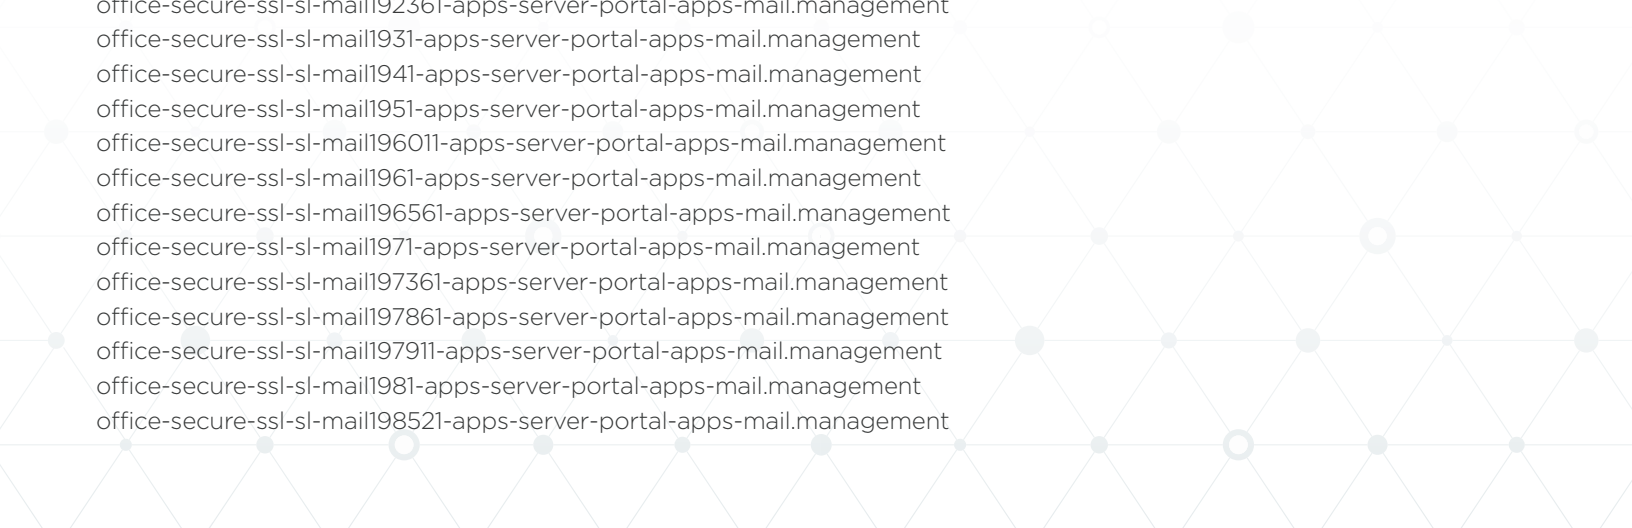 office-secure-ssl-sl-mail192361-apps-server-portal-apps-mail.management
office-secure-ssl-sl-mail1931-apps-server-portal-apps-mail.management
office-secure-ssl-sl-mail1941-apps-server-portal-apps-mail.management
office-secure-ssl-sl-mail1951-apps-server-portal-apps-mail.management
office-secure-ssl-sl-mail196011-apps-server-portal-apps-mail.management
office-secure-ssl-sl-mail1961-apps-server-portal-apps-mail.management
office-secure-ssl-sl-mail196561-apps-server-portal-apps-mail.management
office-secure-ssl-sl-mail1971-apps-server-portal-apps-mail.management
office-secure-ssl-sl-mail197361-apps-server-portal-apps-mail.management
office-secure-ssl-sl-mail197861-apps-server-portal-apps-mail.management
office-secure-ssl-sl-mail197911-apps-server-portal-apps-mail.management
office-secure-ssl-sl-mail1981-apps-server-portal-apps-mail.management
office-secure-ssl-sl-mail198521-apps-server-portal-apps-mail.management